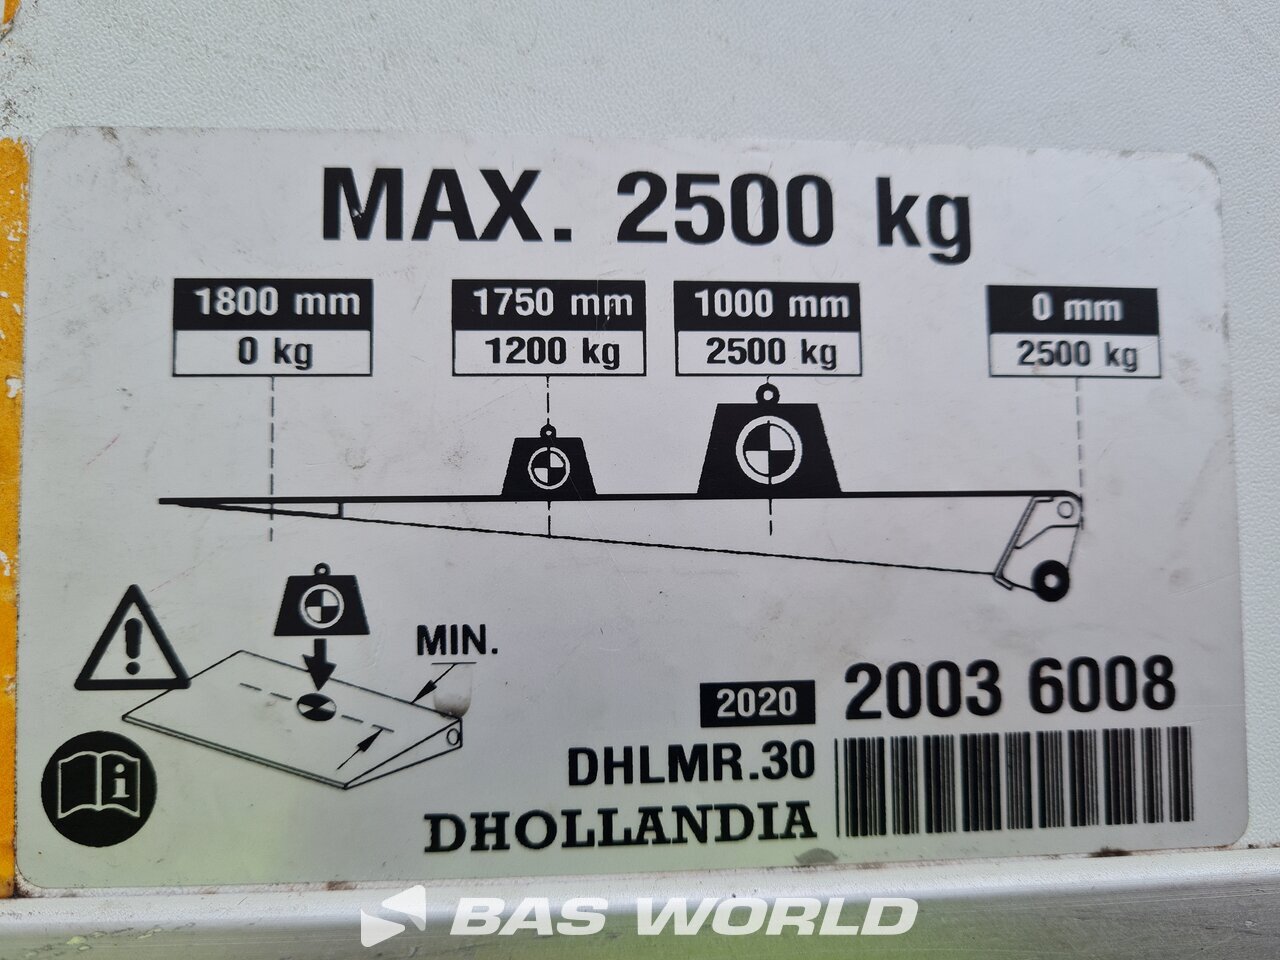 MAX. 2500 kg
1800 mm
0 kg
1750 mm
1200 kg
1000 mm
2500 kg
0 mm
2500 kg
MIN.
2020
2003 6008
DHLMR.30
DHOLLANDIA
BAS WORLD